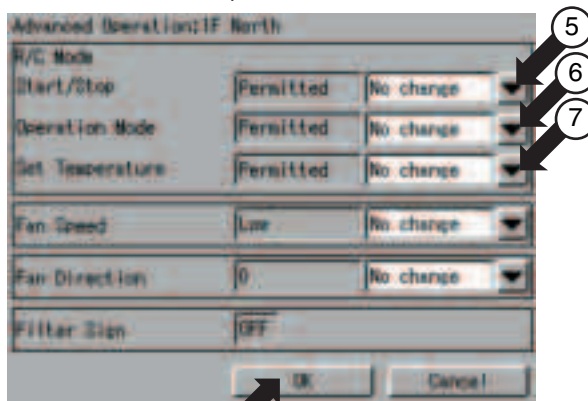 Advanced Operation:1F North
R/C Mode
Start/Stop Permitted No change
Operation Mode Permitted No change
Set Temperature Permitted No change
Fan Speed Low No change
Fan Direction 0 No change
Filter Sign OFF
OK Cancel
5
6
7